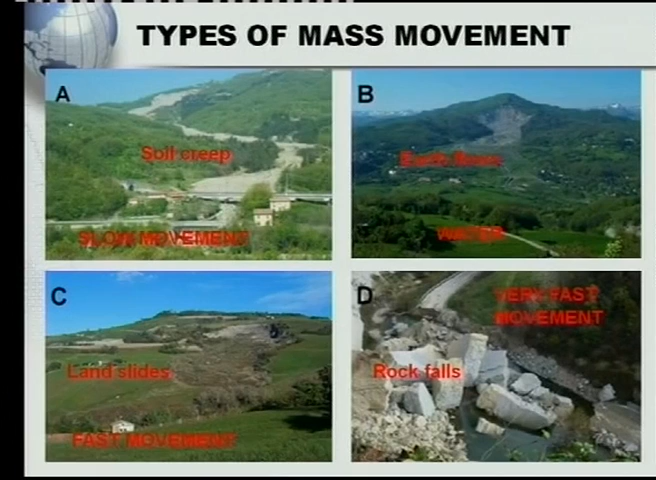 TYPES OF MASS MOVEMENT
A
Soil creep
SLOW MOVEMENT
B
Earth flows
WATER
C
Land slides
FAST MOVEMENT
D
VERY FAST
MOVEMENT
Rock falls